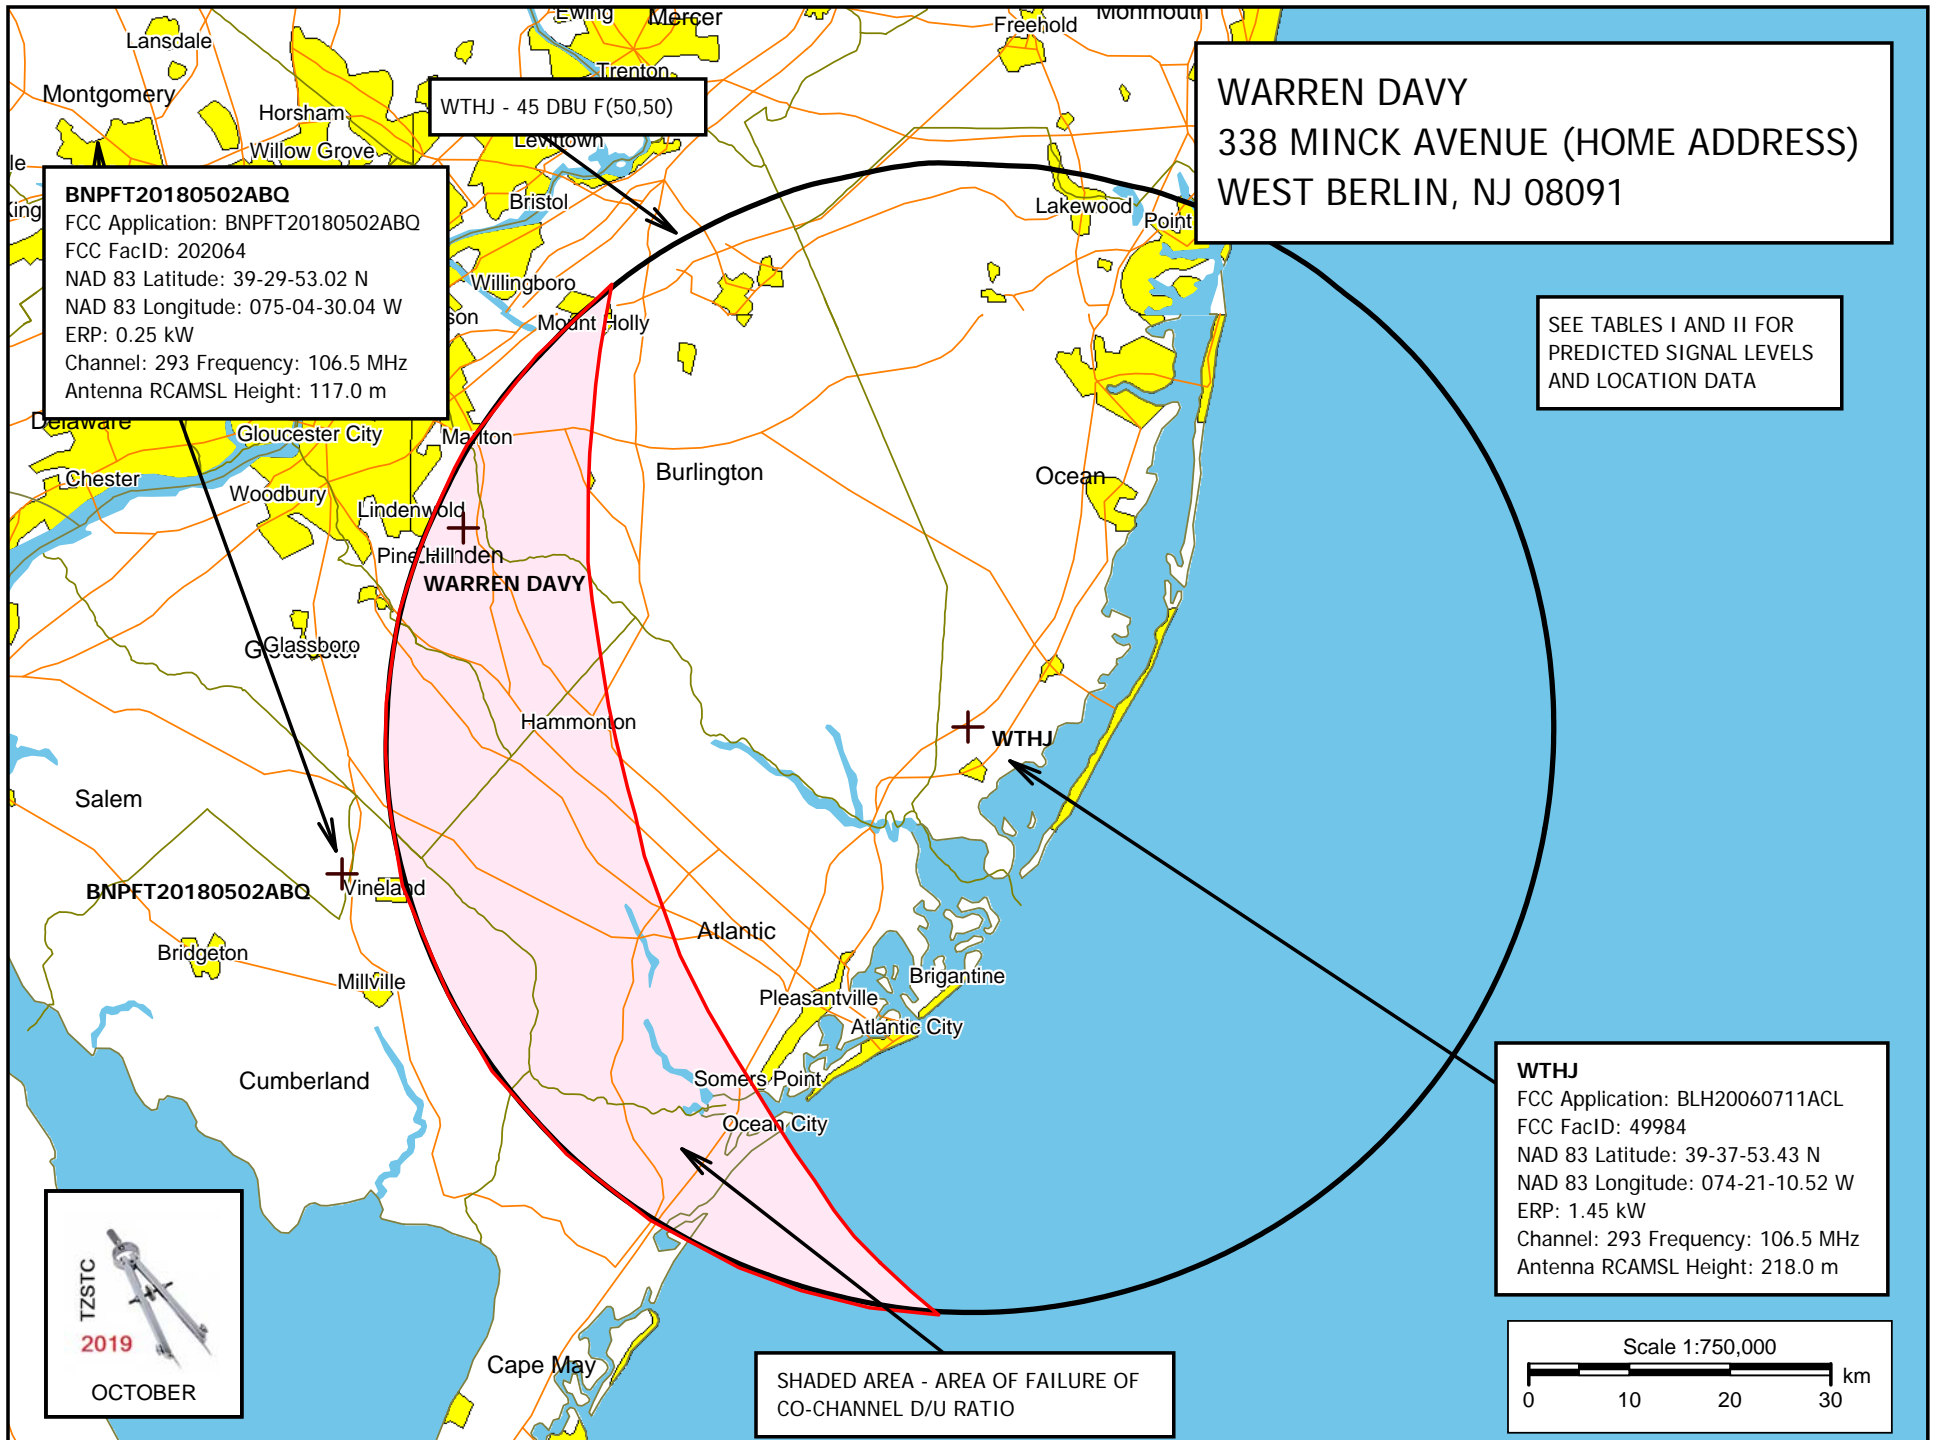 Ewing
Mercer
Monmouth
Freehold
Lansdale
Trenton
Montgomery
Horsham
WTHJ - 45 DBU F(50,50)
Levittown
Willow Grove
le
King
WARREN DAVY
338 MINCK AVENUE (HOME ADDRESS)
WEST BERLIN, NJ 08091
BNPFT20180502ABQ
FCC Application: BNPFT20180502ABQ
FCC FacID: 202064
NAD 83 Latitude: 39-29-53.02 N
NAD 83 Longitude: 075-04-30.04 W
ERP: 0.25 kW
Channel: 293 Frequency: 106.5 MHz
Antenna RCAMSL Height: 117.0 m
Bristol
Lakewood
Point
Willingboro
son
Mount Holly
SEE TABLES I AND II FOR
PREDICTED SIGNAL LEVELS
AND LOCATION DATA
Delaware
Gloucester City
Marlton
Chester
Woodbury
Burlington
Ocean
Lindenwold
Pine Hill
WARREN DAVY
Glassboro
Hammonton
WTHJ
Salem
BNPFT20180502ABQ
Vineland
Atlantic
Bridgeton
Millville
Pleasantville
Brigantine
Atlantic City
Cumberland
Somers Point
Ocean City
WTHJ
FCC Application: BLH20060711ACL
FCC FacID: 49984
NAD 83 Latitude: 39-37-53.43 N
NAD 83 Longitude: 074-21-10.52 W
ERP: 1.45 kW
Channel: 293 Frequency: 106.5 MHz
Antenna RCAMSL Height: 218.0 m
TZSTC
2019
OCTOBER
Cape May
SHADED AREA - AREA OF FAILURE OF
CO-CHANNEL D/U RATIO
Scale 1:750,000
km
0 10 20 30